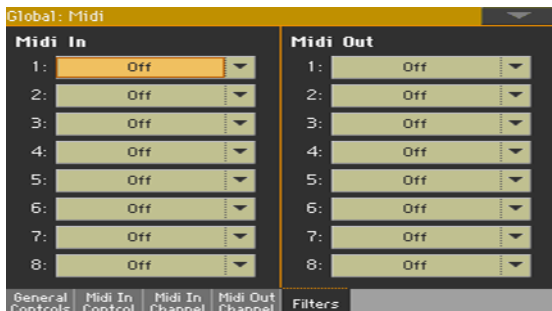 Global: Midi
Midi In
Midi Out
1: Off
1: Off
2: Off
2: Off
3: Off
3: Off
4: Off
4: Off
5: Off
5: Off
6: Off
6: Off
7: Off
7: Off
8: Off
8: Off
General Controls
Midi In Control
Midi In Channel
Midi Out Channel
Filters